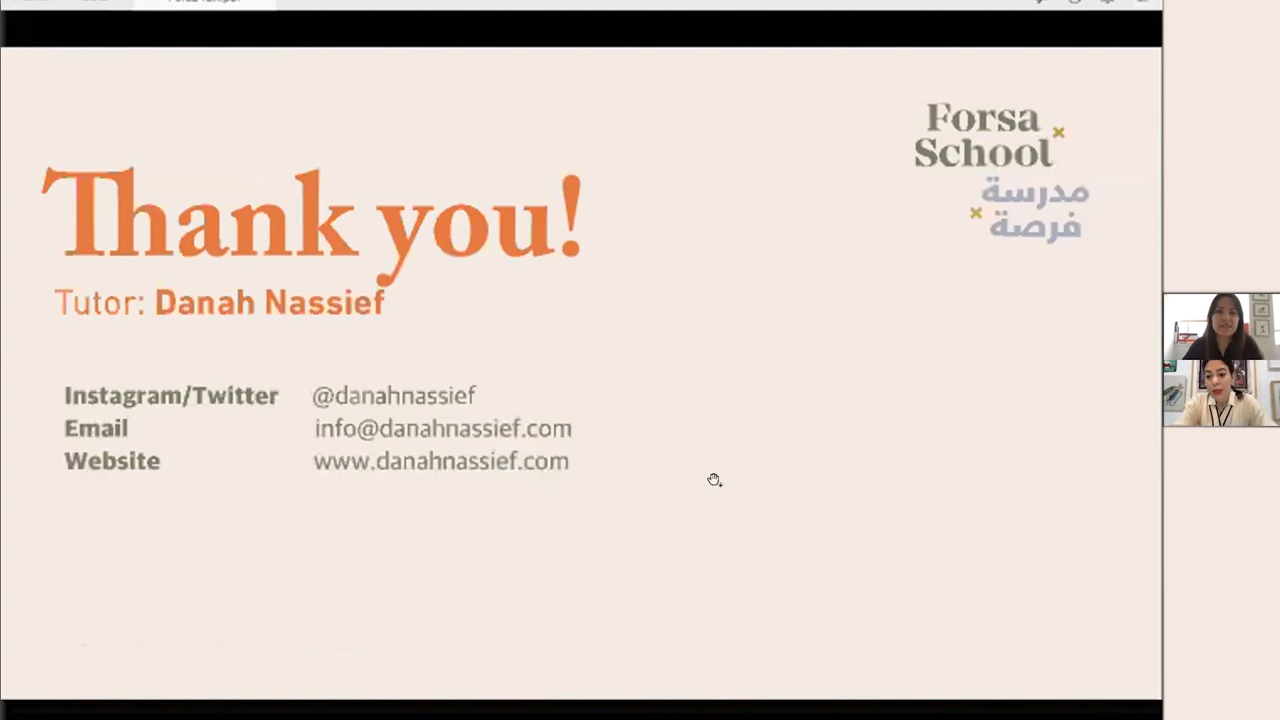 Thank you!
Tutor: Danah Nassief
Instagram/Twitter @danahnassief
Email info@danahnassief.com
Website www.danahnassief.com
Forsa
School
مدرسة
فرصة